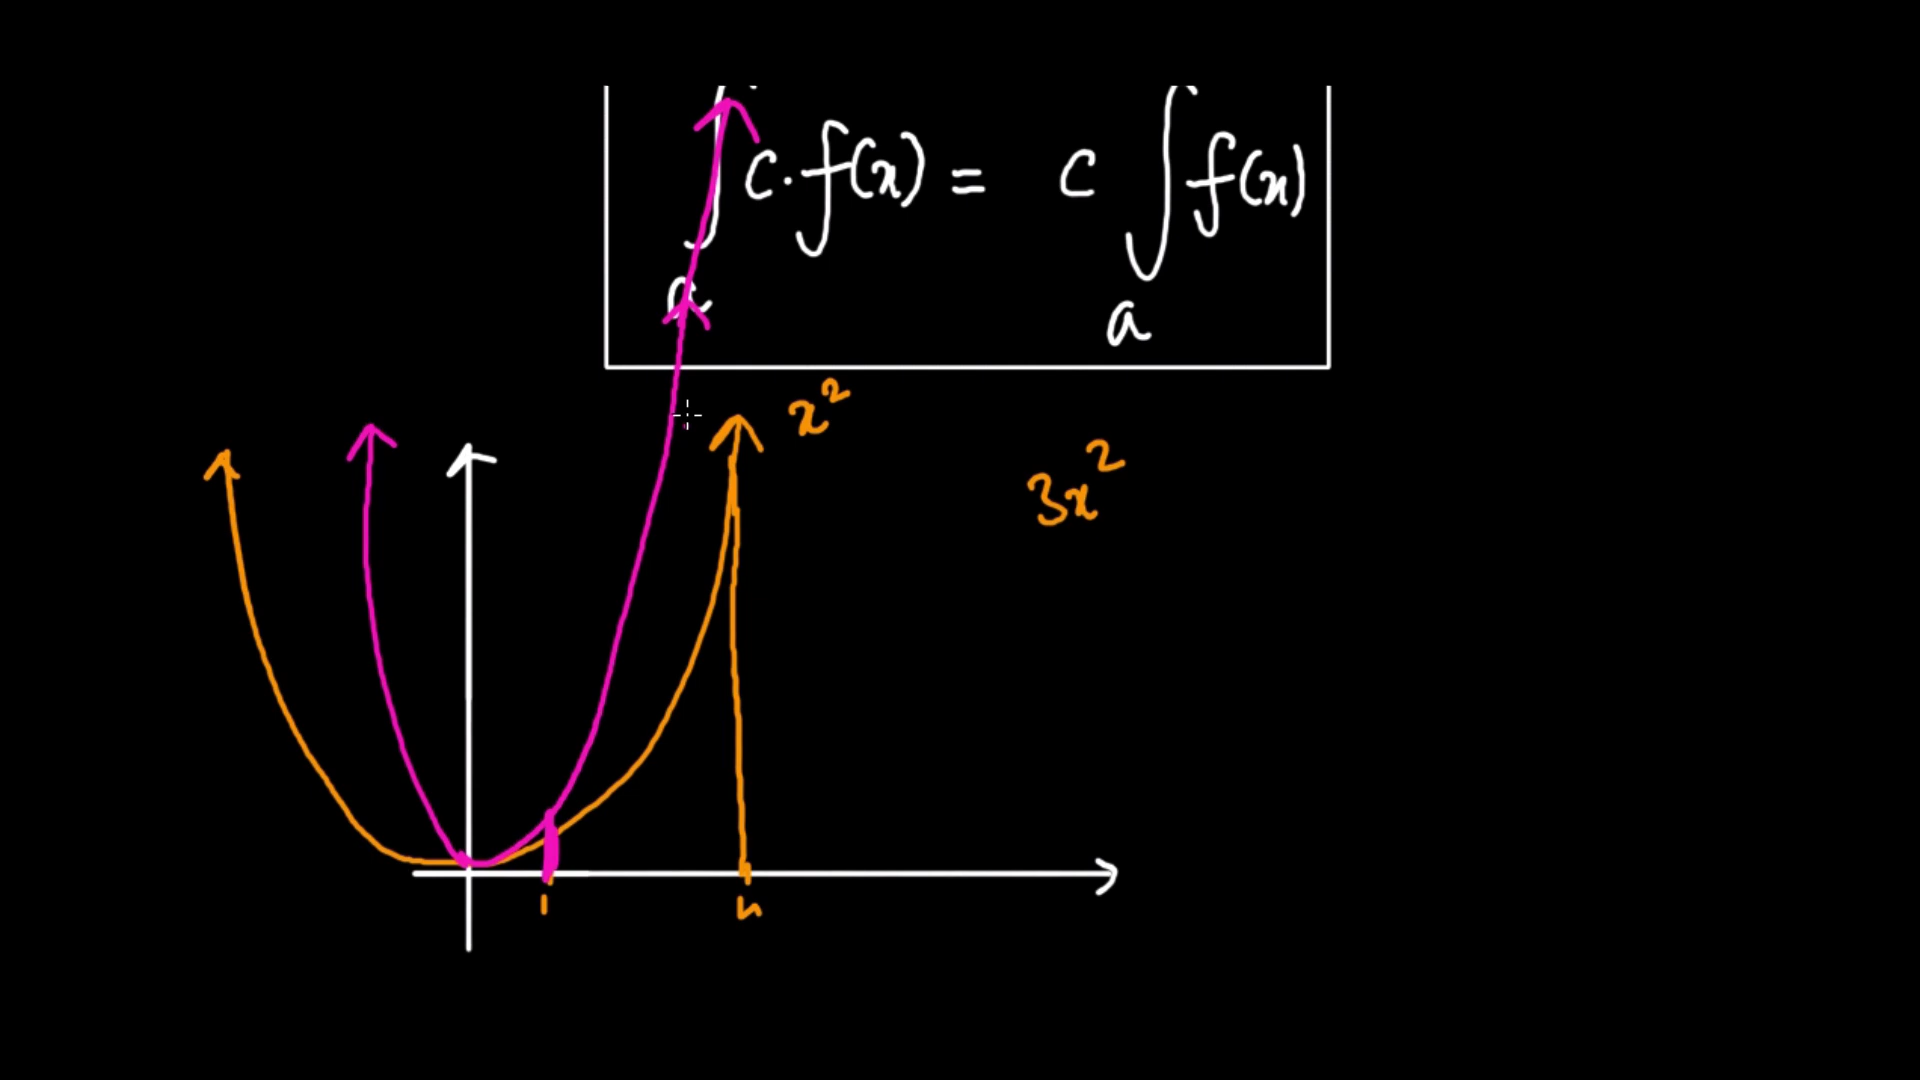 ∫ c·f(x) = c ∫ f(x)
a a
x²
3x²
1